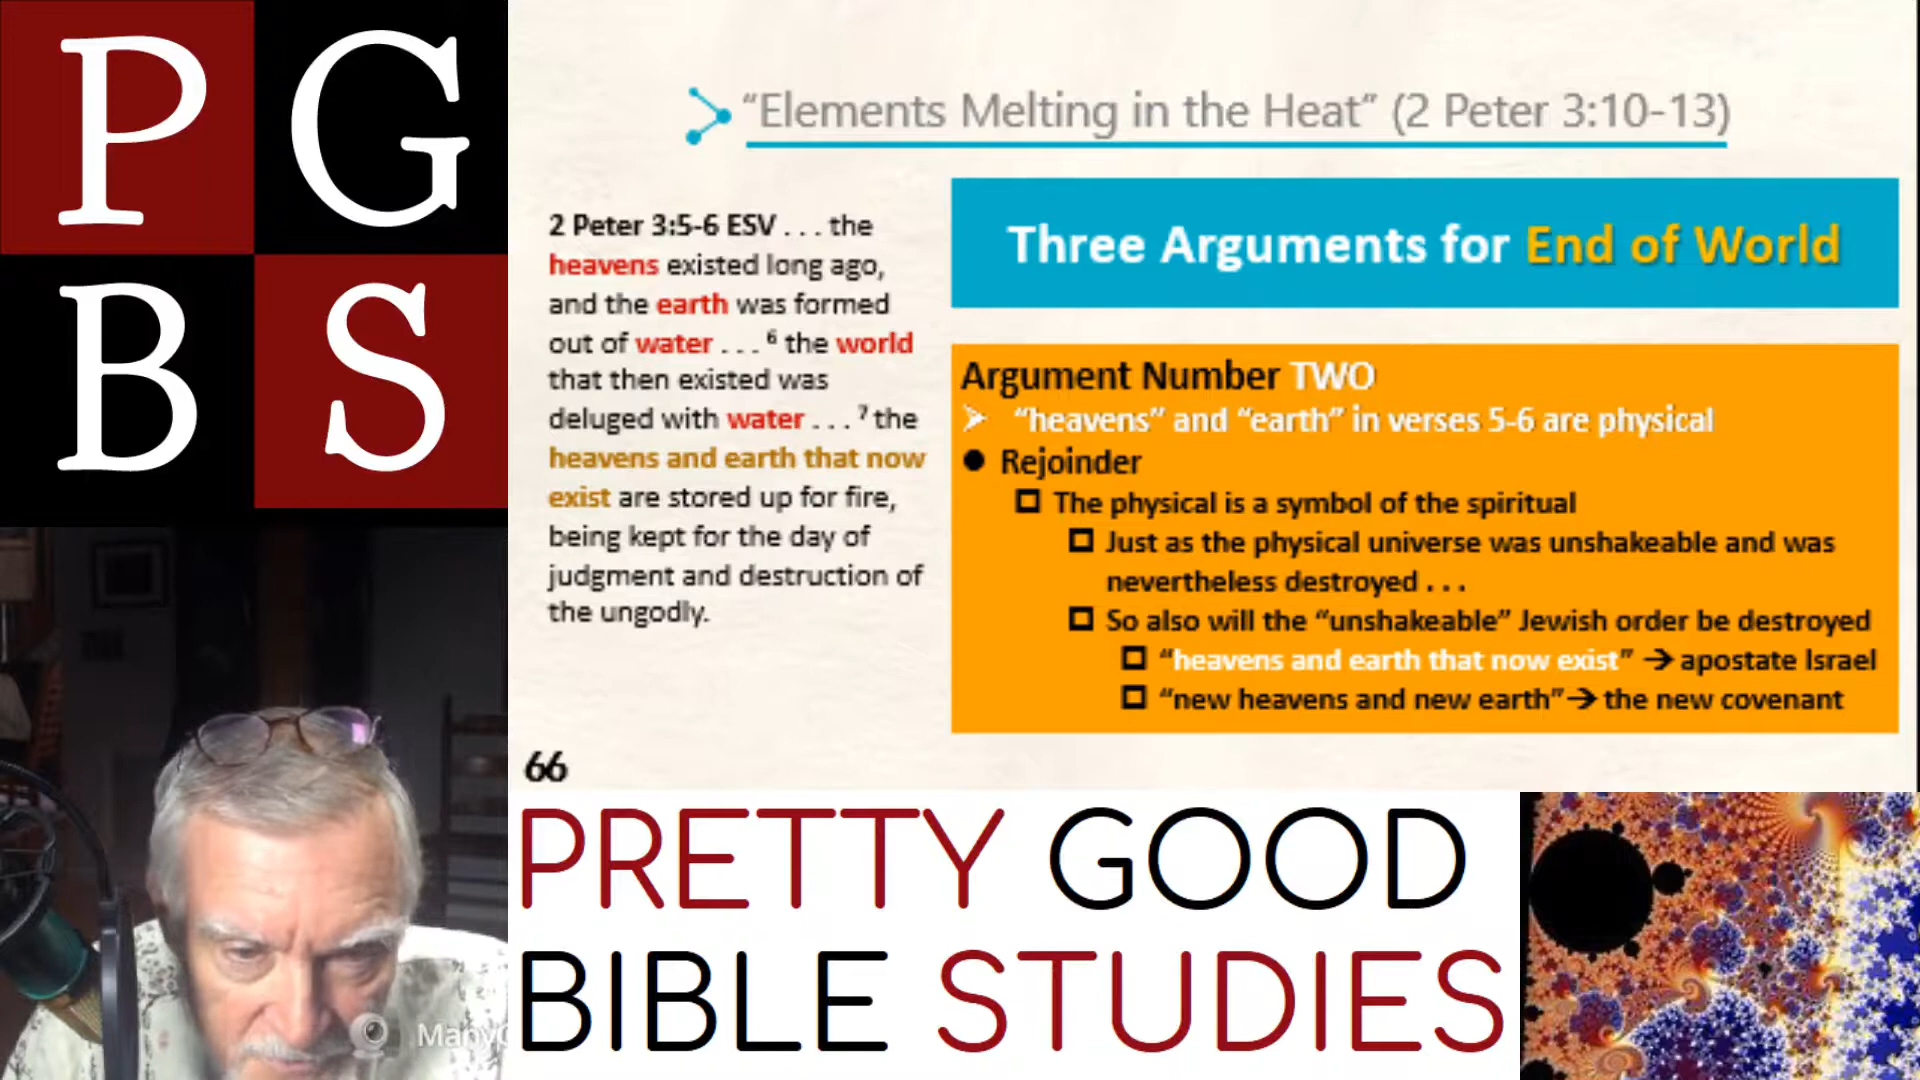 P G
B S
“Elements Melting in the Heat” (2 Peter 3:10-13)
2 Peter 3:5-6 ESV . . . the
heavens existed long ago,
and the earth was formed
out of water . . . ⁶ the world
that then existed was
deluged with water . . . ⁷ the
heavens and earth that now
exist are stored up for fire,
being kept for the day of
judgment and destruction of
the ungodly.
Three Arguments for End of World
Argument Number TWO
“heavens” and “earth” in verses 5-6 are physical
Rejoinder
The physical is a symbol of the spiritual
Just as the physical universe was unshakeable and was
nevertheless destroyed . . .
So also will the “unshakeable” Jewish order be destroyed
“heavens and earth that now exist” → apostate Israel
“new heavens and new earth”→ the new covenant
66
PRETTY GOOD
BIBLE STUDIES